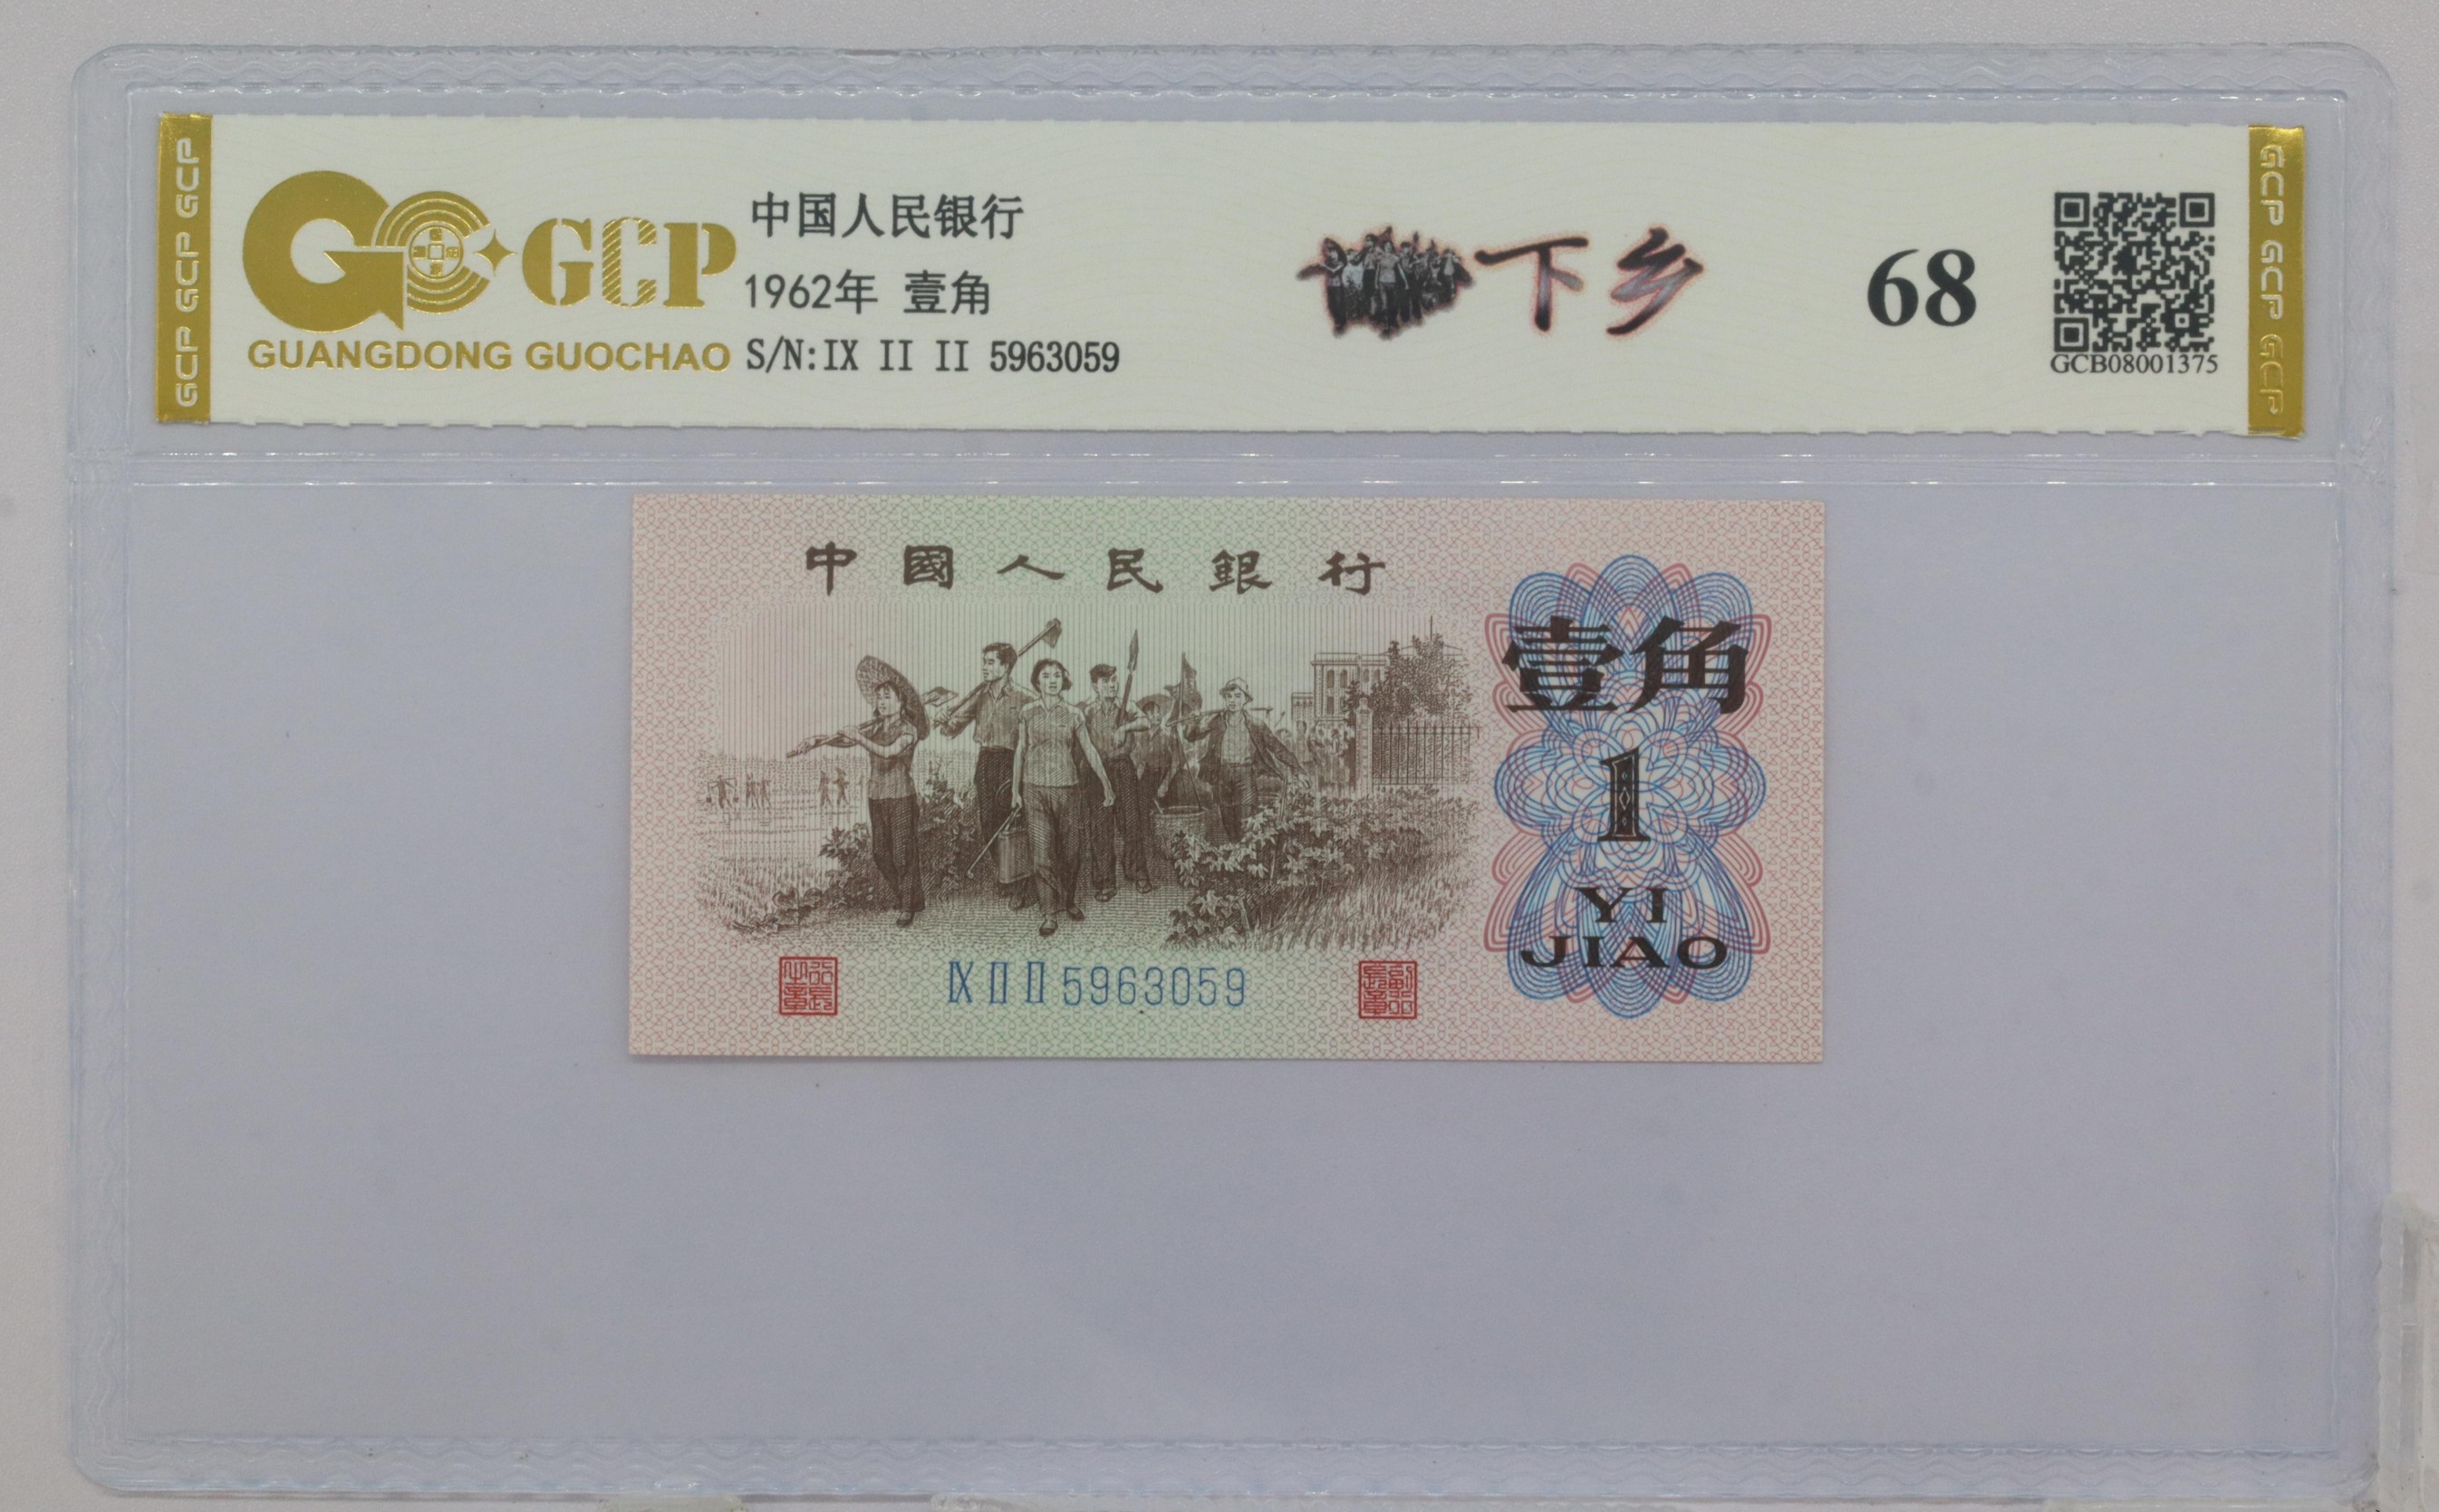 GCP GCP GCP
GCP
GUANGDONG GUOCHAO
中国人民银行
1962年 壹角
S/N:IX II II 5963059
下乡
68
GCB08001375
GCP GCP GCP
中國人民銀行
壹角
1
YI
JIAO
IX II II 5963059